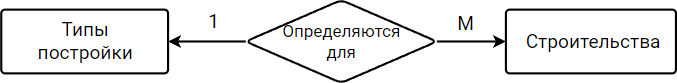 Типы
постройки
1
Определяются
для
М
Строительства